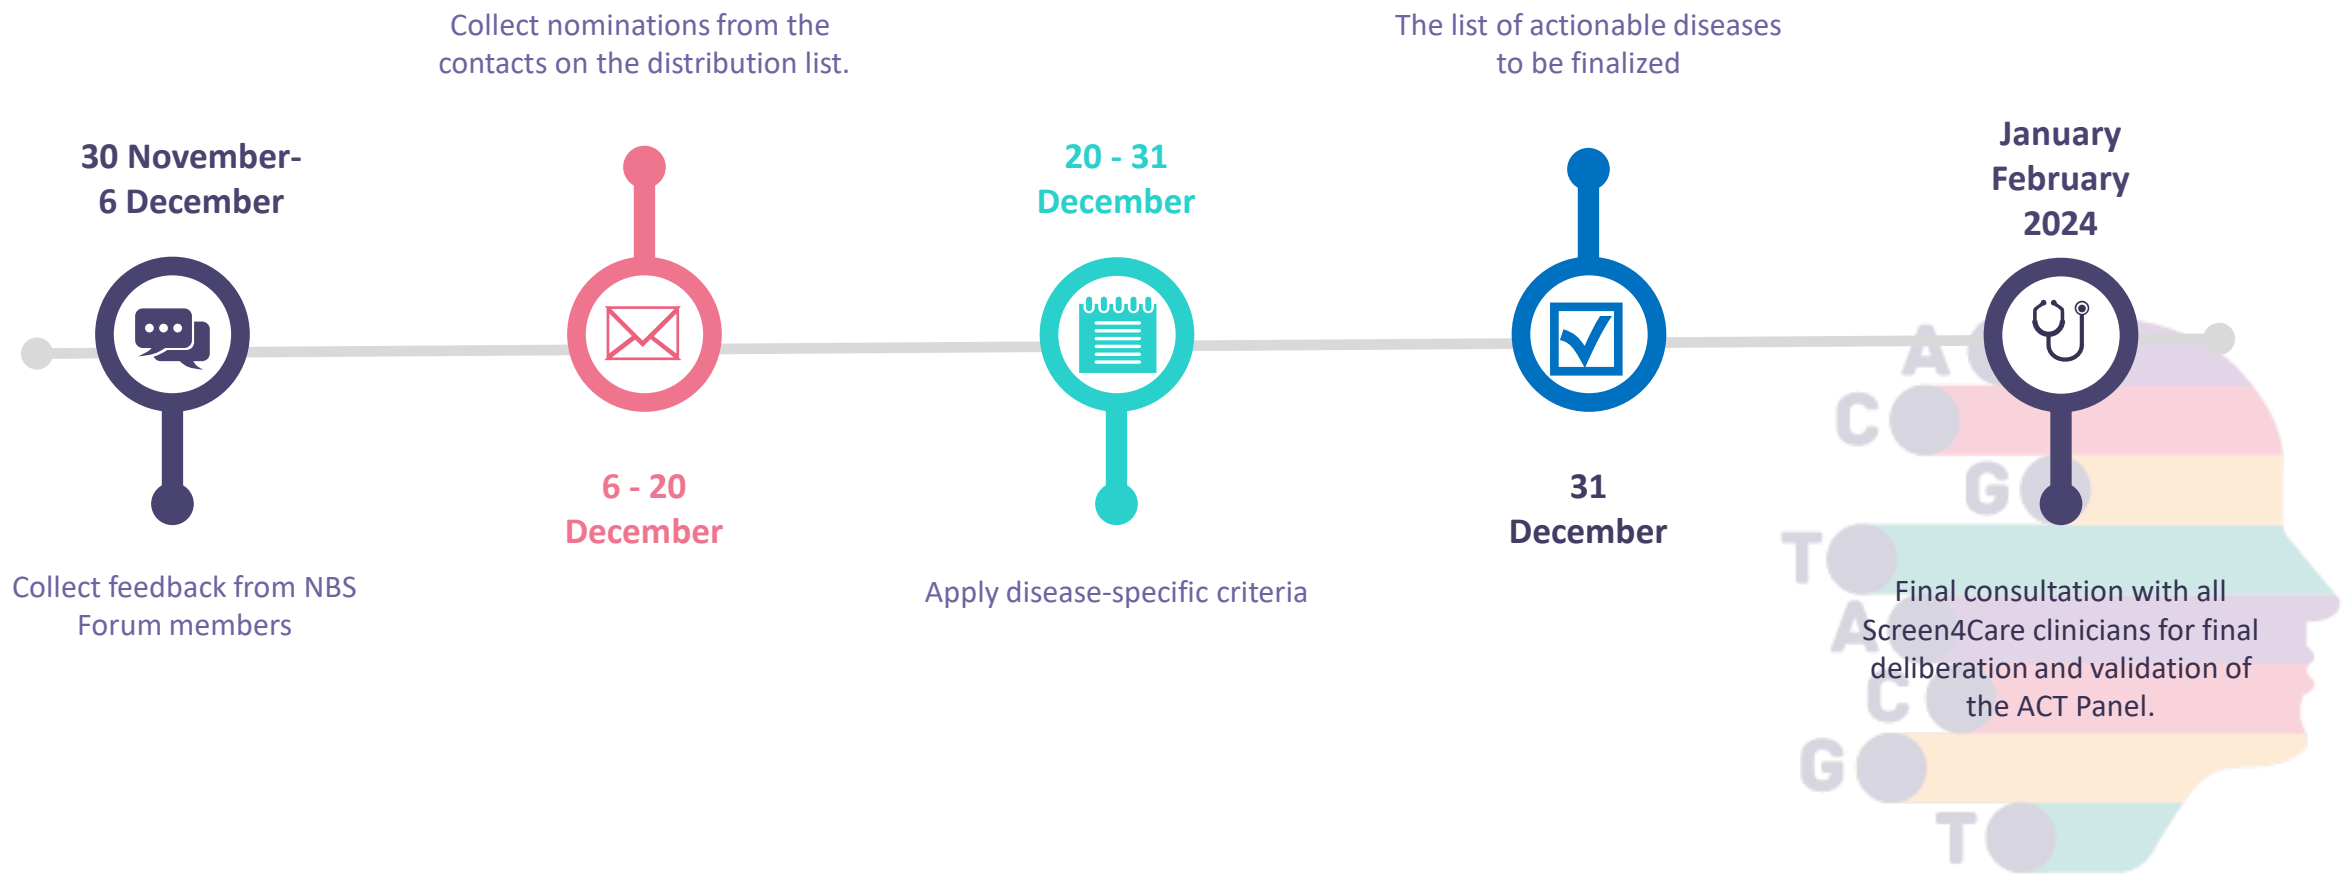 Collect nominations from the
contacts on the distribution list.
The list of actionable diseases
to be finalized
30 November-
6 December
20 - 31
December
January
February
2024
6 - 20
December
31
December
Collect feedback from NBS
Forum members
Apply disease-specific criteria
Final consultation with all
Screen4Care clinicians for final
deliberation and validation of
the ACT Panel.
A
C
G
T
A
C
G
T